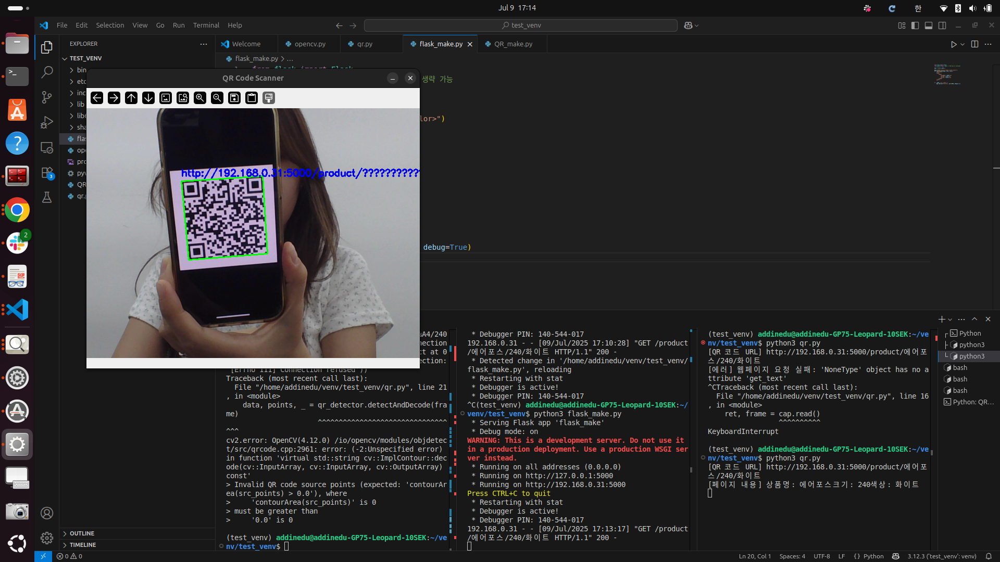 Jul 9 17:14
한
File Edit Selection View Go Run Terminal Help
test_venv
EXPLORER
Welcome
opencv.py
qr.py
flask_make.py
QR_make.py
TEST_VENV
flask_make.py > ...
bin
etc
inc
lib
lib
sha
flas
ope
pro
pyv
QR
qr.p
3
2
1 from flask import Flask
생략 가능
lor>")
debug=True)
QR Code Scanner
http://192.168.0.31:5000/product/???????????
A4/240
nection
ct at 0
ection:
[Errno 111] Connection refused'))
Traceback (most recent call last):
File "/home/addinedu/venv/test_venv/qr.py", line 21
, in <module>
data, points, _ = qr_detector.detectAndDecode(fra
me)
^^^^^^^^^^^^^^^^^^^^^^^^^^^^^^^
^^^
cv2.error: OpenCV(4.12.0) /io/opencv/modules/objdetec
t/src/qrcode.cpp:2961: error: (-2:Unspecified error)
in function 'virtual std::string cv::ImplContour::dec
ode(cv::InputArray, cv::InputArray, cv::OutputArray)
const'
> Invalid QR code source points (expected: 'contourAr
ea(src_points) > 0.0'), where
> 'contourArea(src_points)' is 0
> must be greater than
> '0.0' is 0
(test_venv) addinedu@addinedu-GP75-Leopard-10SEK:~/ve
nv/test_venv$
* Debugger PIN: 140-544-017
192.168.0.31 - - [09/Jul/2025 17:10:28] "GET /product
/에어포스/240/화이트 HTTP/1.1" 200 -
* Detected change in '/home/addinedu/venv/test_venv/
flask_make.py', reloading
* Restarting with stat
* Debugger is active!
* Debugger PIN: 140-544-017
^C(test_venv) addinedu@addinedu-GP75-Leopard-10SEK:~/
venv/test_venv$ python3 flask_make.py
* Serving Flask app 'flask_make'
* Debug mode: on
WARNING: This is a development server. Do not use it
in a production deployment. Use a production WSGI ser
ver instead.
* Running on all addresses (0.0.0.0)
* Running on http://127.0.0.1:5000
* Running on http://192.168.0.31:5000
Press CTRL+C to quit
* Restarting with stat
* Debugger is active!
* Debugger PIN: 140-544-017
192.168.0.31 - - [09/Jul/2025 17:13:17] "GET /product
/에어포스/240/화이트 HTTP/1.1" 200 -
(test_venv) addinedu@addinedu-GP75-Leopard-10SEK:~/ve
nv/test_venv$ python3 qr.py
[QR 코드 URL] http://192.168.0.31:5000/product/에어포
스/240/화이트
[에러] 웹페이지 요청 실패: 'NoneType' object has no a
ttribute 'get_text'
^CTraceback (most recent call last):
File "/home/addinedu/venv/test_venv/qr.py", line 16
, in <module>
ret, frame = cap.read()
^^^^^^^^^^
KeyboardInterrupt
(test_venv) addinedu@addinedu-GP75-Leopard-10SEK:~/ve
nv/test_venv$ python3 qr.py
[QR 코드 URL] http://192.168.0.31:5000/product/에어포
스/240/화이트
[페이지 내용] 상품명: 에어포스크기: 240색상: 화이트
Python
python3
python3
bash
bash
bash
Python: QR...
OUTLINE
TIMELINE
0 0
Ln 20, Col 1 Spaces: 4 UTF-8 LF {} Python 3.12.3 ('test_venv': venv)